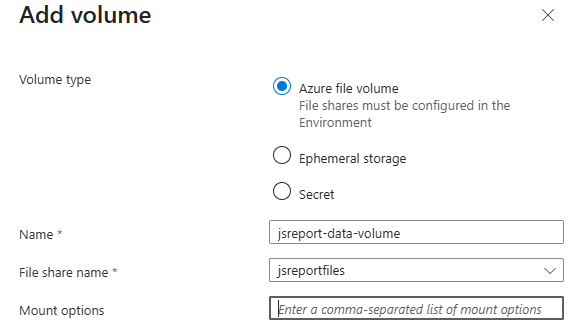 Add volume
Volume type
Azure file volume
File shares must be configured in the
Environment
Ephemeral storage
Secret
Name *
jsreport-data-volume
File share name *
jsreportfiles
Mount options
Enter a comma-separated list of mount options